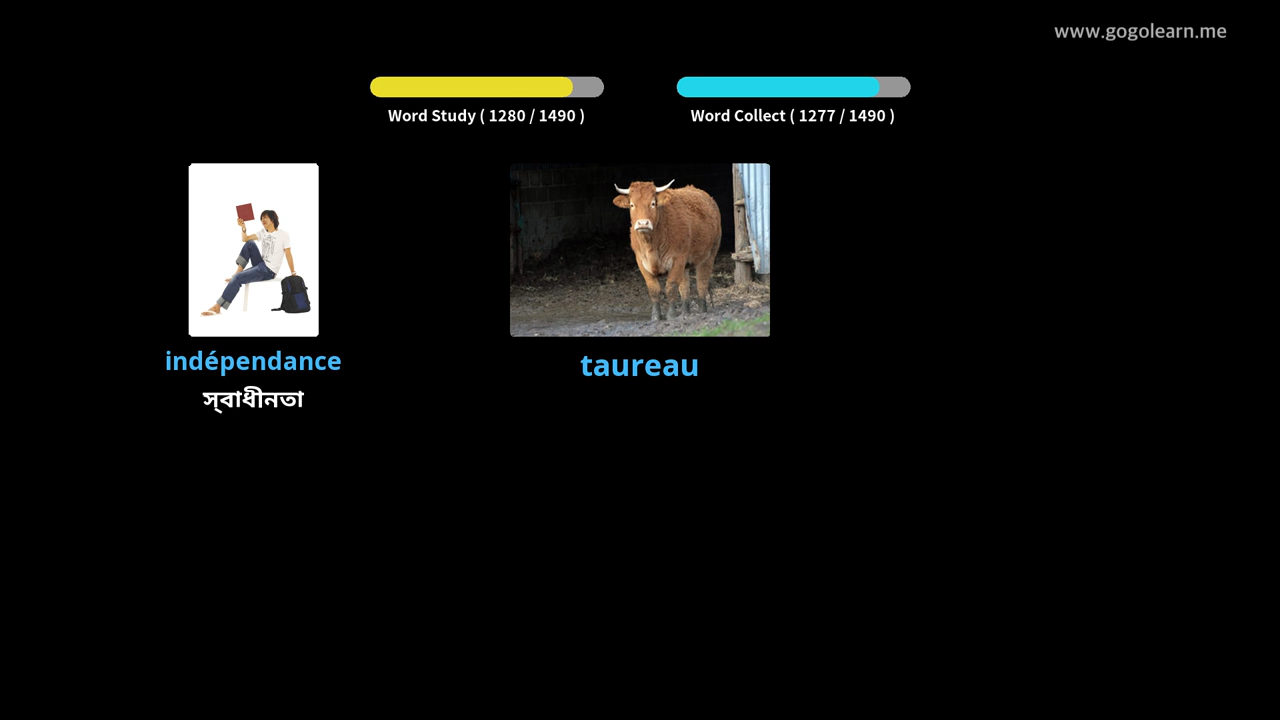 www.gogolearn.me
Word Study ( 1280 / 1490 )
Word Collect ( 1277 / 1490 )
indépendance
স্বাধীনতা
taureau